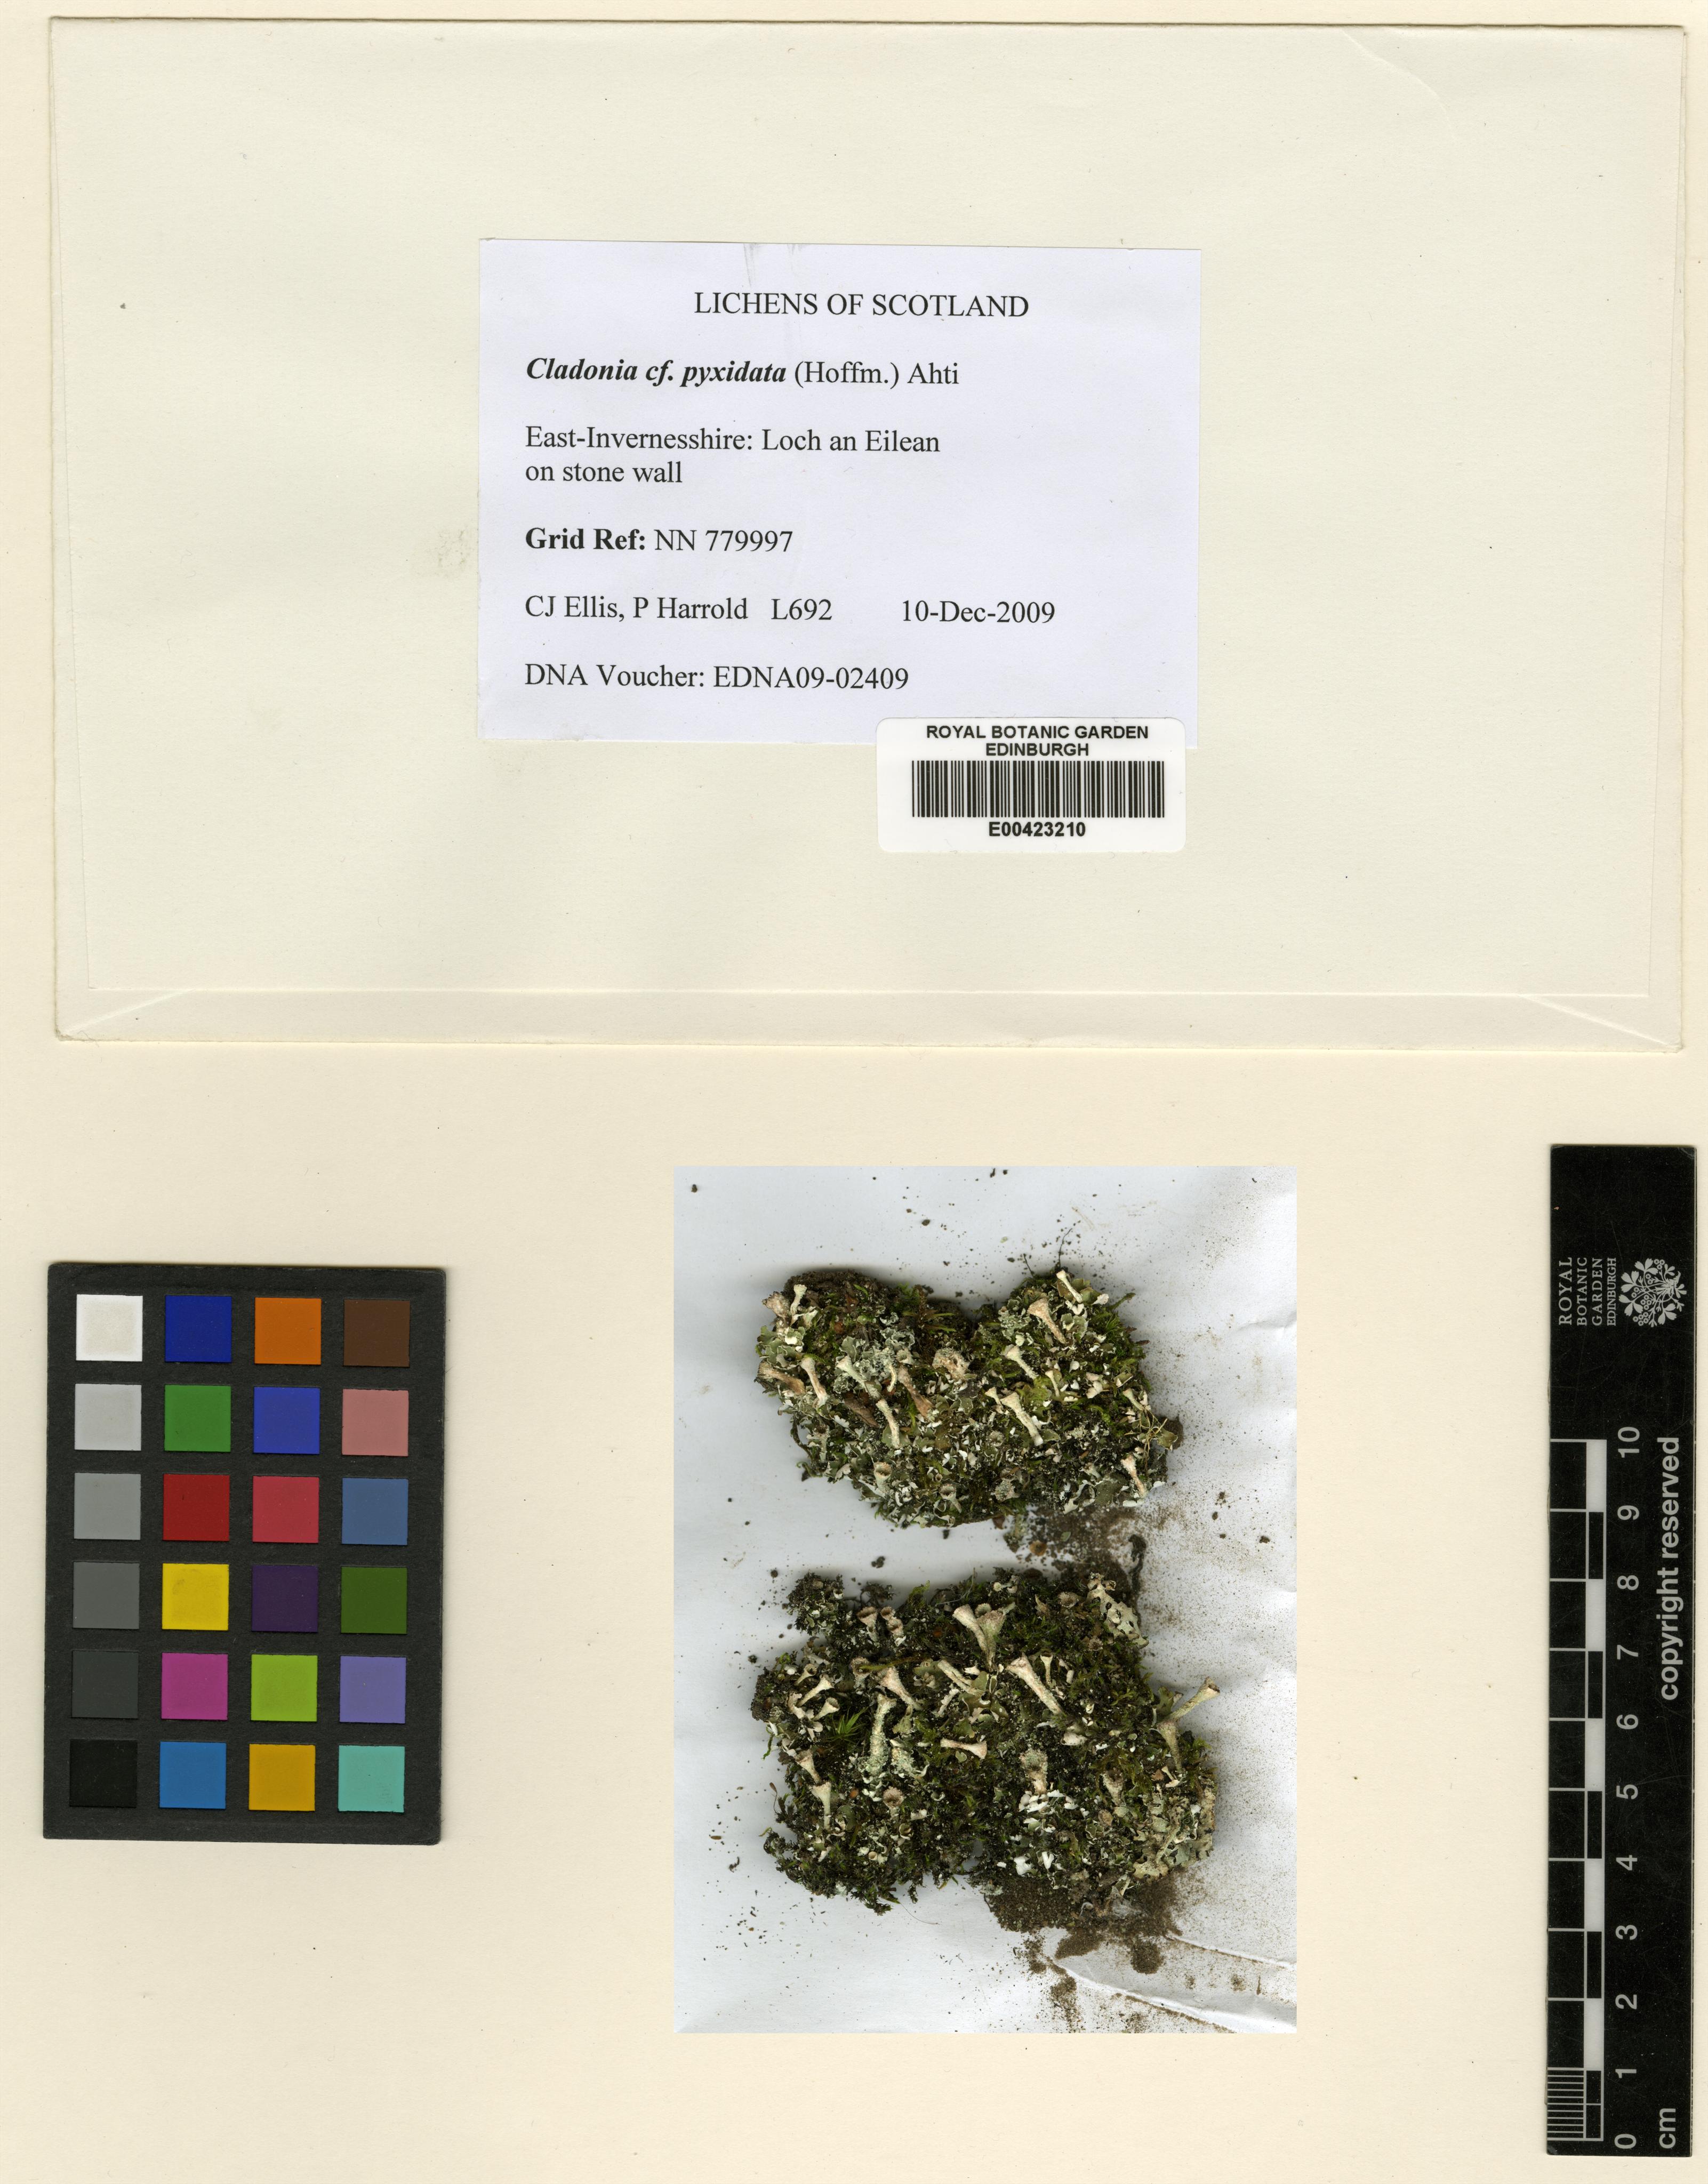 LICHENS OF SCOTLAND
Cladonia cf. pyxidata (Hoffm.) Ahti
East-Invernesshire: Loch an Eilean
on stone wall
Grid Ref: NN 779997
CJ Ellis, P Harrold L692 10-Dec-2009
DNA Voucher: EDNA09-02409
ROYAL BOTANIC GARDEN
EDINBURGH
E00423210
ROYAL
BOTANIC
GARDEN
EDINBURGH
10
9
8
7
6
5
4
3
2
1
0
copyright reserved
cm